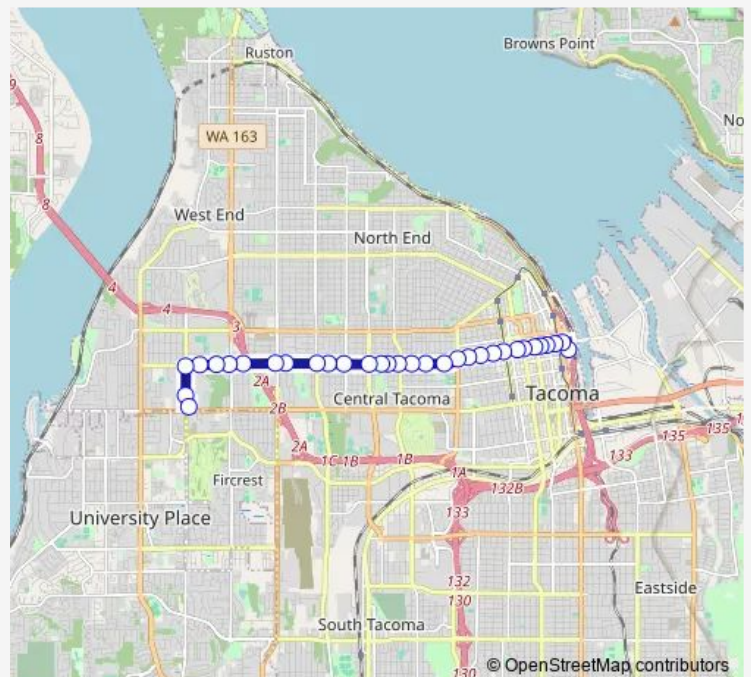 Ruston
Browns Point
No
9
8
WA 163
8
West End
North End
4
4
3
2A
Central Tacoma
Tacoma
2B
2A
1C 1B
1B
1A
135
135
133
132B
Fircrest
133
University Place
132
130
Eastside
South Tacoma
130
© OpenStreetMap contributors